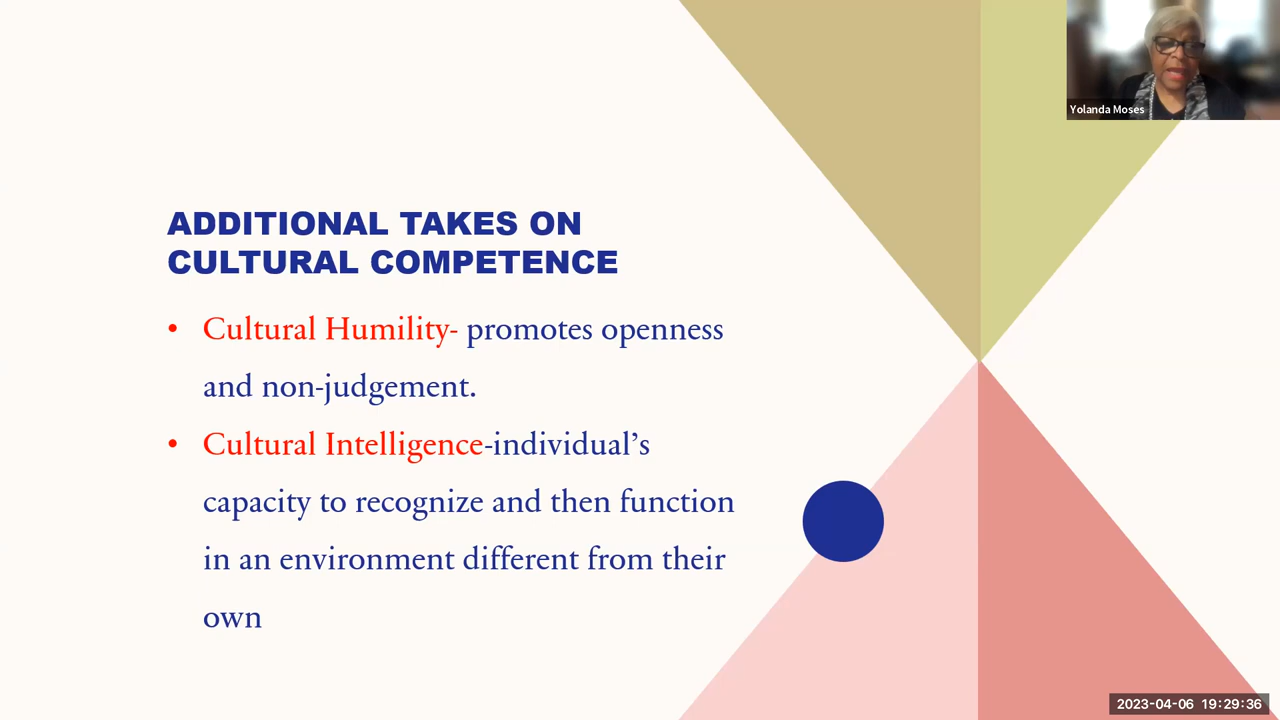 Yolanda Moses
ADDITIONAL TAKES ON
CULTURAL COMPETENCE
• Cultural Humility- promotes openness
and non-judgement.
• Cultural Intelligence-individual’s
capacity to recognize and then function
in an environment different from their
own
2023-04-06 19:29:36